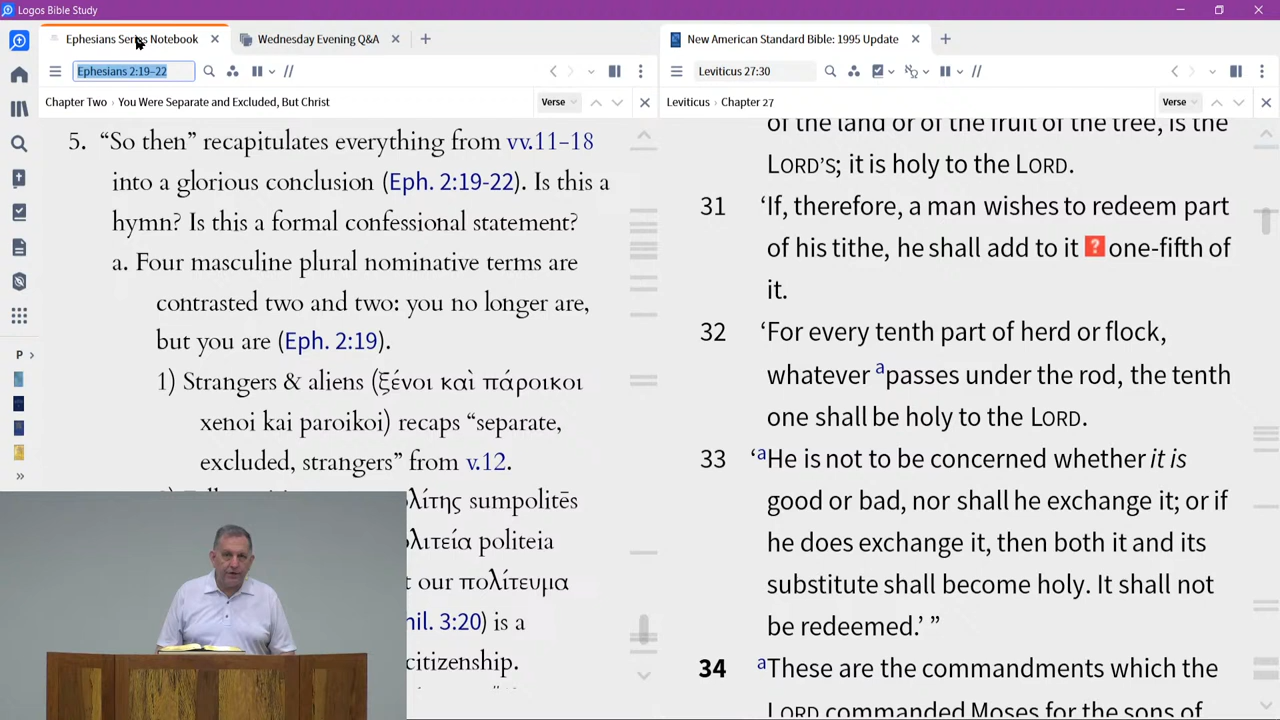 Logos Bible Study
Ephesians Series Notebook
Wednesday Evening Q&A
New American Standard Bible: 1995 Update
Ephesians 2:19–22
Leviticus 27:30
Chapter Two › You Were Separate and Excluded, But Christ
Verse
Leviticus › Chapter 27
Verse
5. “So then” recapitulates everything from vv.11–18
into a glorious conclusion (Eph. 2:19-22). Is this a
hymn? Is this a formal confessional statement?
a. Four masculine plural nominative terms are
contrasted two and two: you no longer are,
but you are (Eph. 2:19).
1) Strangers & aliens (ξένοι καὶ πάροικοι
xenoi kai paroikoi) recaps “separate,
excluded, strangers” from v.12.
πολίτης sumpolitēs
πολιτεία politeia
our πολίτευμα
Phil. 3:20) is a
citizenship.
P
of the land or of the fruit of the tree, is the
LORD’S; it is holy to the LORD.
31 ‘If, therefore, a man wishes to redeem part
of his tithe, he shall add to it ? one-fifth of
it.
32 ‘For every tenth part of herd or flock,
whatever a passes under the rod, the tenth
one shall be holy to the LORD.
33 ‘a He is not to be concerned whether it is
good or bad, nor shall he exchange it; or if
he does exchange it, then both it and its
substitute shall become holy. It shall not
be redeemed.’ ”
34 a These are the commandments which the
LORD commanded Moses for the sons of